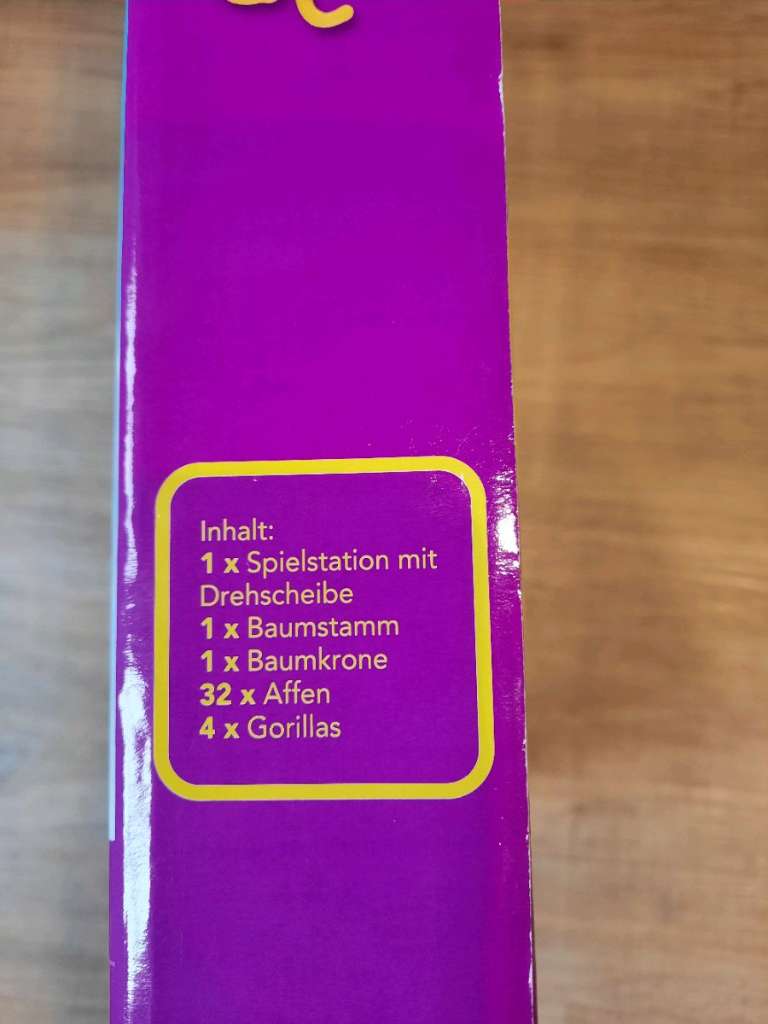 Inhalt:
1 x Spielstation mit
Drehscheibe
1 x Baumstamm
1 x Baumkrone
32 x Affen
4 x Gorillas